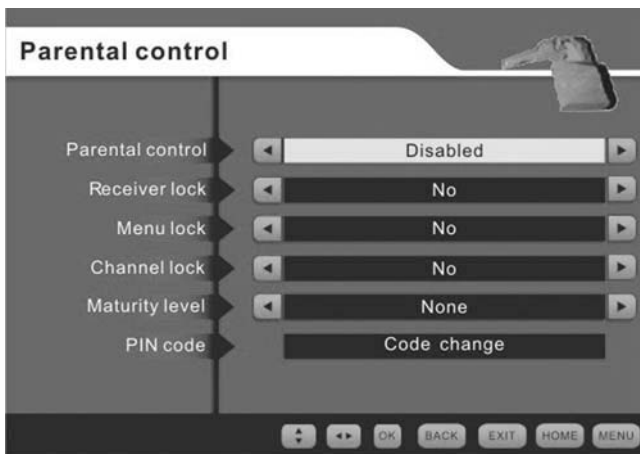 Parental control
Parental control Disabled
Receiver lock No
Menu lock No
Channel lock No
Maturity level None
PIN code Code change
OK BACK EXIT HOME MENU